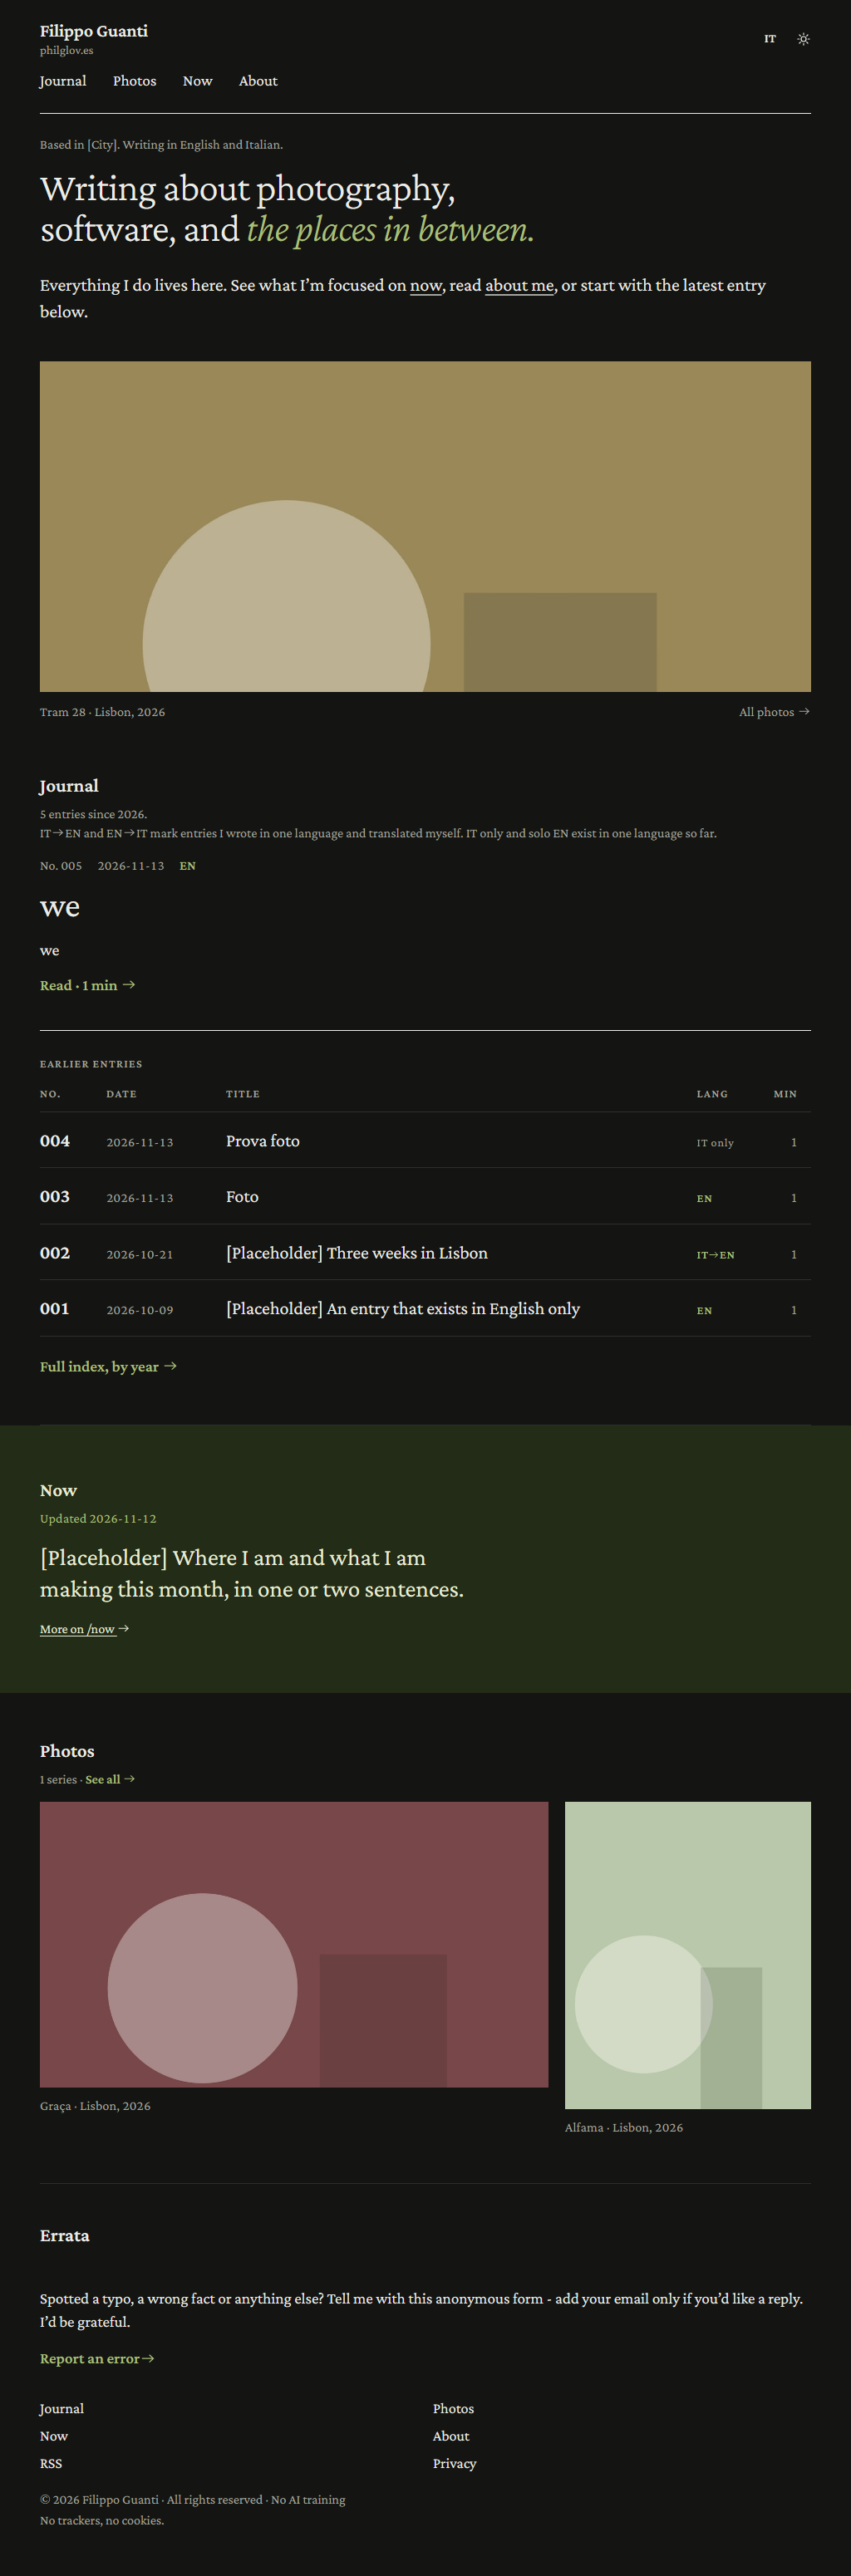 Filippo Guanti
philglov.es
IT
Journal Photos Now About
Based in [City]. Writing in English and Italian.
Writing about photography,
software, and the places in between.
Everything I do lives here. See what I’m focused on now, read about me, or start with the latest entry
below.
Tram 28 · Lisbon, 2026
All photos →
Journal
5 entries since 2026.
IT→EN and EN→IT mark entries I wrote in one language and translated myself. IT only and solo EN exist in one language so far.
No. 005 2026-11-13 EN
we
we
Read · 1 min →
EARLIER ENTRIES
NO. DATE TITLE LANG MIN
004 2026-11-13 Prova foto IT only 1
003 2026-11-13 Foto EN 1
002 2026-10-21 [Placeholder] Three weeks in Lisbon IT→EN 1
001 2026-10-09 [Placeholder] An entry that exists in English only EN 1
Full index, by year →
Now
Updated 2026-11-12
[Placeholder] Where I am and what I am
making this month, in one or two sentences.
More on /now →
Photos
1 series · See all →
Graça · Lisbon, 2026
Alfama · Lisbon, 2026
Errata
Spotted a typo, a wrong fact or anything else? Tell me with this anonymous form - add your email only if you’d like a reply.
I’d be grateful.
Report an error→
Journal Photos
Now About
RSS Privacy
© 2026 Filippo Guanti · All rights reserved · No AI training
No trackers, no cookies.